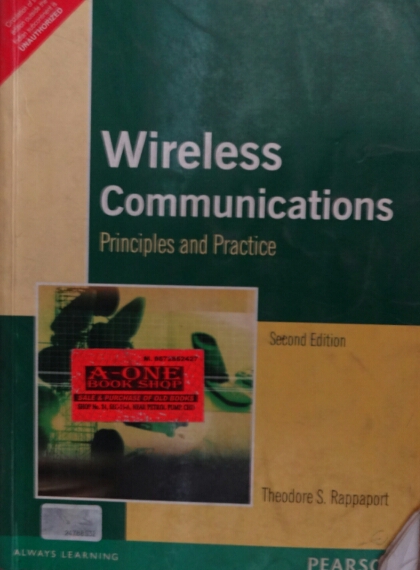 UNAUTHORIZED
Wireless
Communications
Principles and Practice
Second Edition
A-ONE
BOOK SHOP
SALE & PURCHASE OF OLD BOOKS
Theodore S. Rappaport
ALWAYS LEARNING
PEARSO